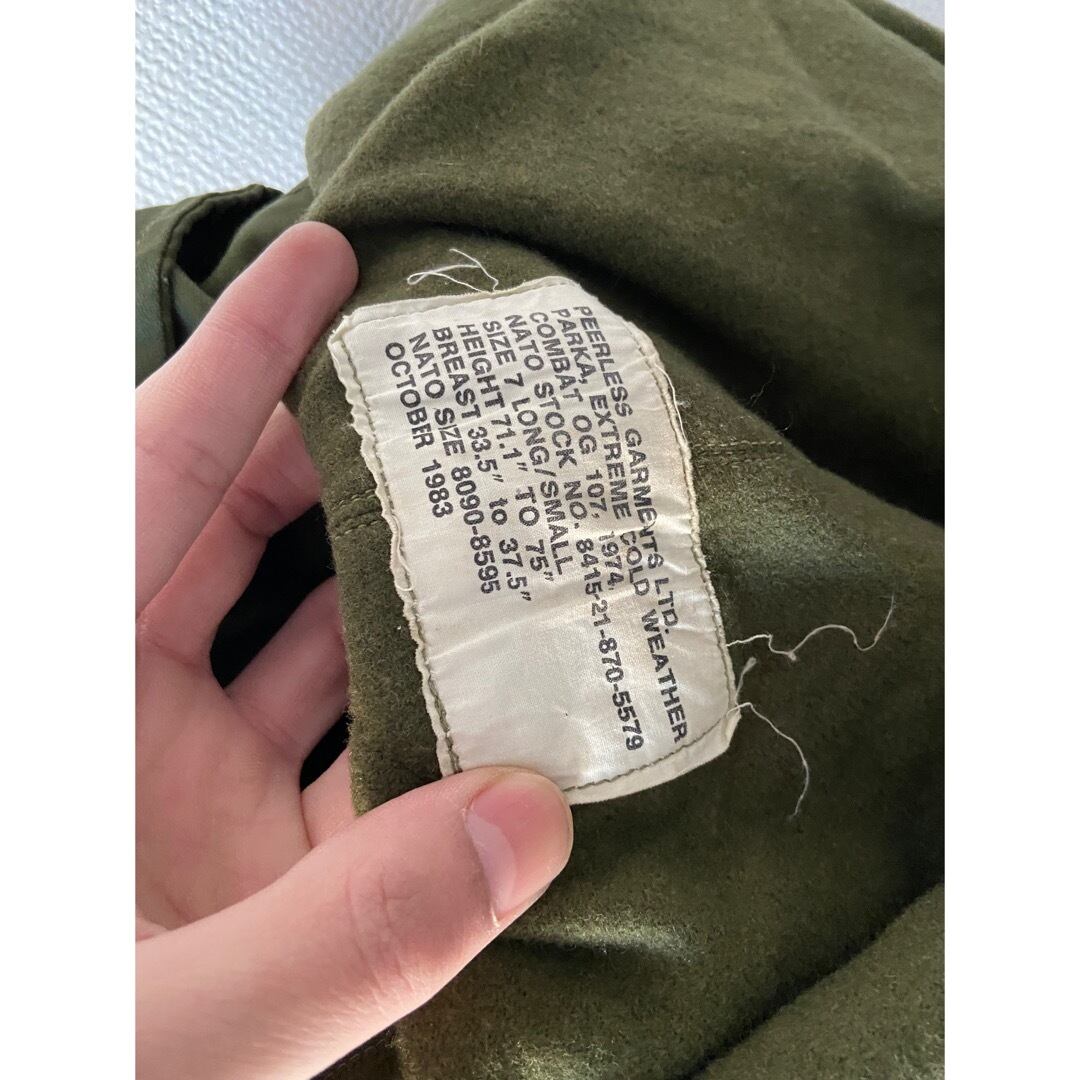 PEERLESS GARMENTS LTD.
PARKA, EXTREME COLD WEATHER
COMBAT OG 107, 1974,
NATO STOCK NO. 8415-21-870-5579
SIZE 7 LONG/SMALL
HEIGHT 71.1" TO 75"
BREAST 33.5" to 37.5"
NATO SIZE 8090-8595
OCTOBER 1983